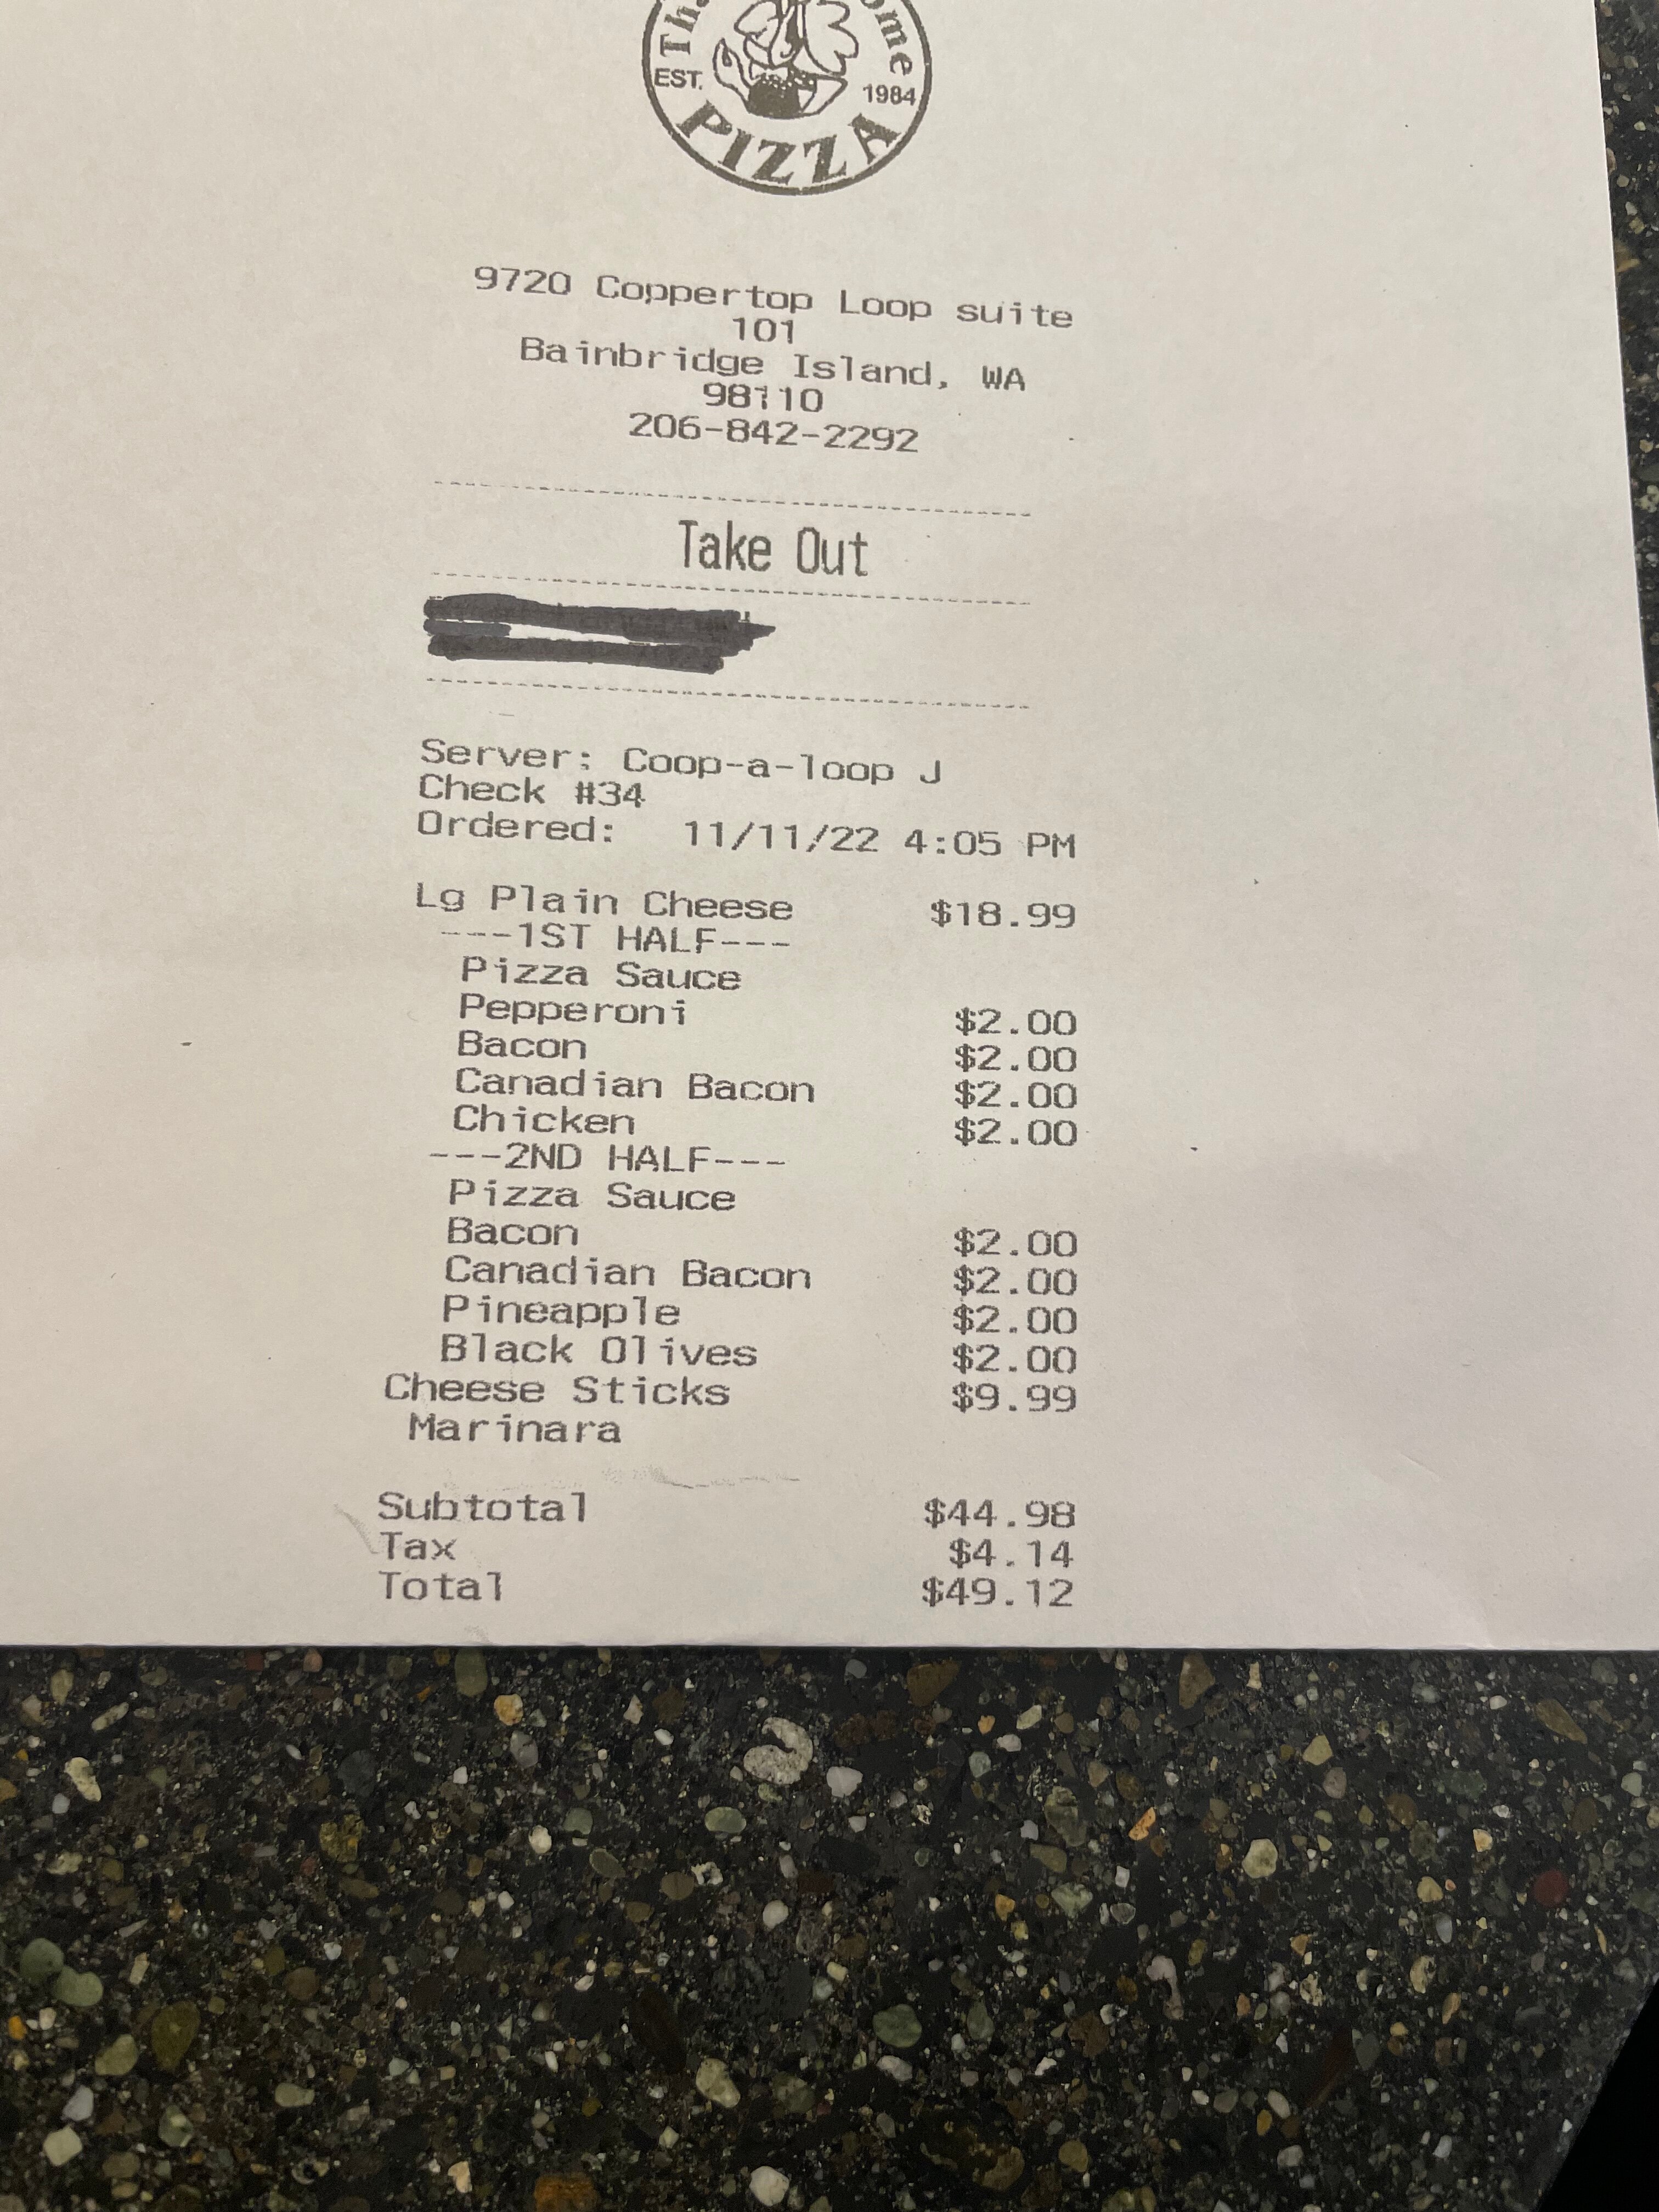 EST. 1984
PIZZA
9720 Coppertop Loop suite
101
Bainbridge Island, WA
98110
206-842-2292
Take Out
Server: Coop-a-loop J
Check #34
Ordered: 11/11/22 4:05 PM
Lg Plain Cheese $18.99
---1ST HALF---
Pizza Sauce
Pepperoni $2.00
Bacon $2.00
Canadian Bacon $2.00
Chicken $2.00
---2ND HALF---
Pizza Sauce
Bacon $2.00
Canadian Bacon $2.00
Pineapple $2.00
Black Olives $2.00
Cheese Sticks $9.99
Marinara
Subtotal $44.98
Tax $4.14
Total $49.12